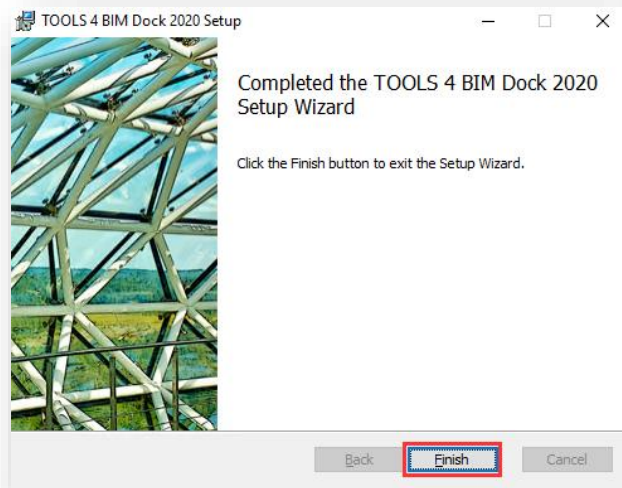 TOOLS 4 BIM Dock 2020 Setup
Completed the TOOLS 4 BIM Dock 2020
Setup Wizard
Click the Finish button to exit the Setup Wizard.
Back Finish Cancel